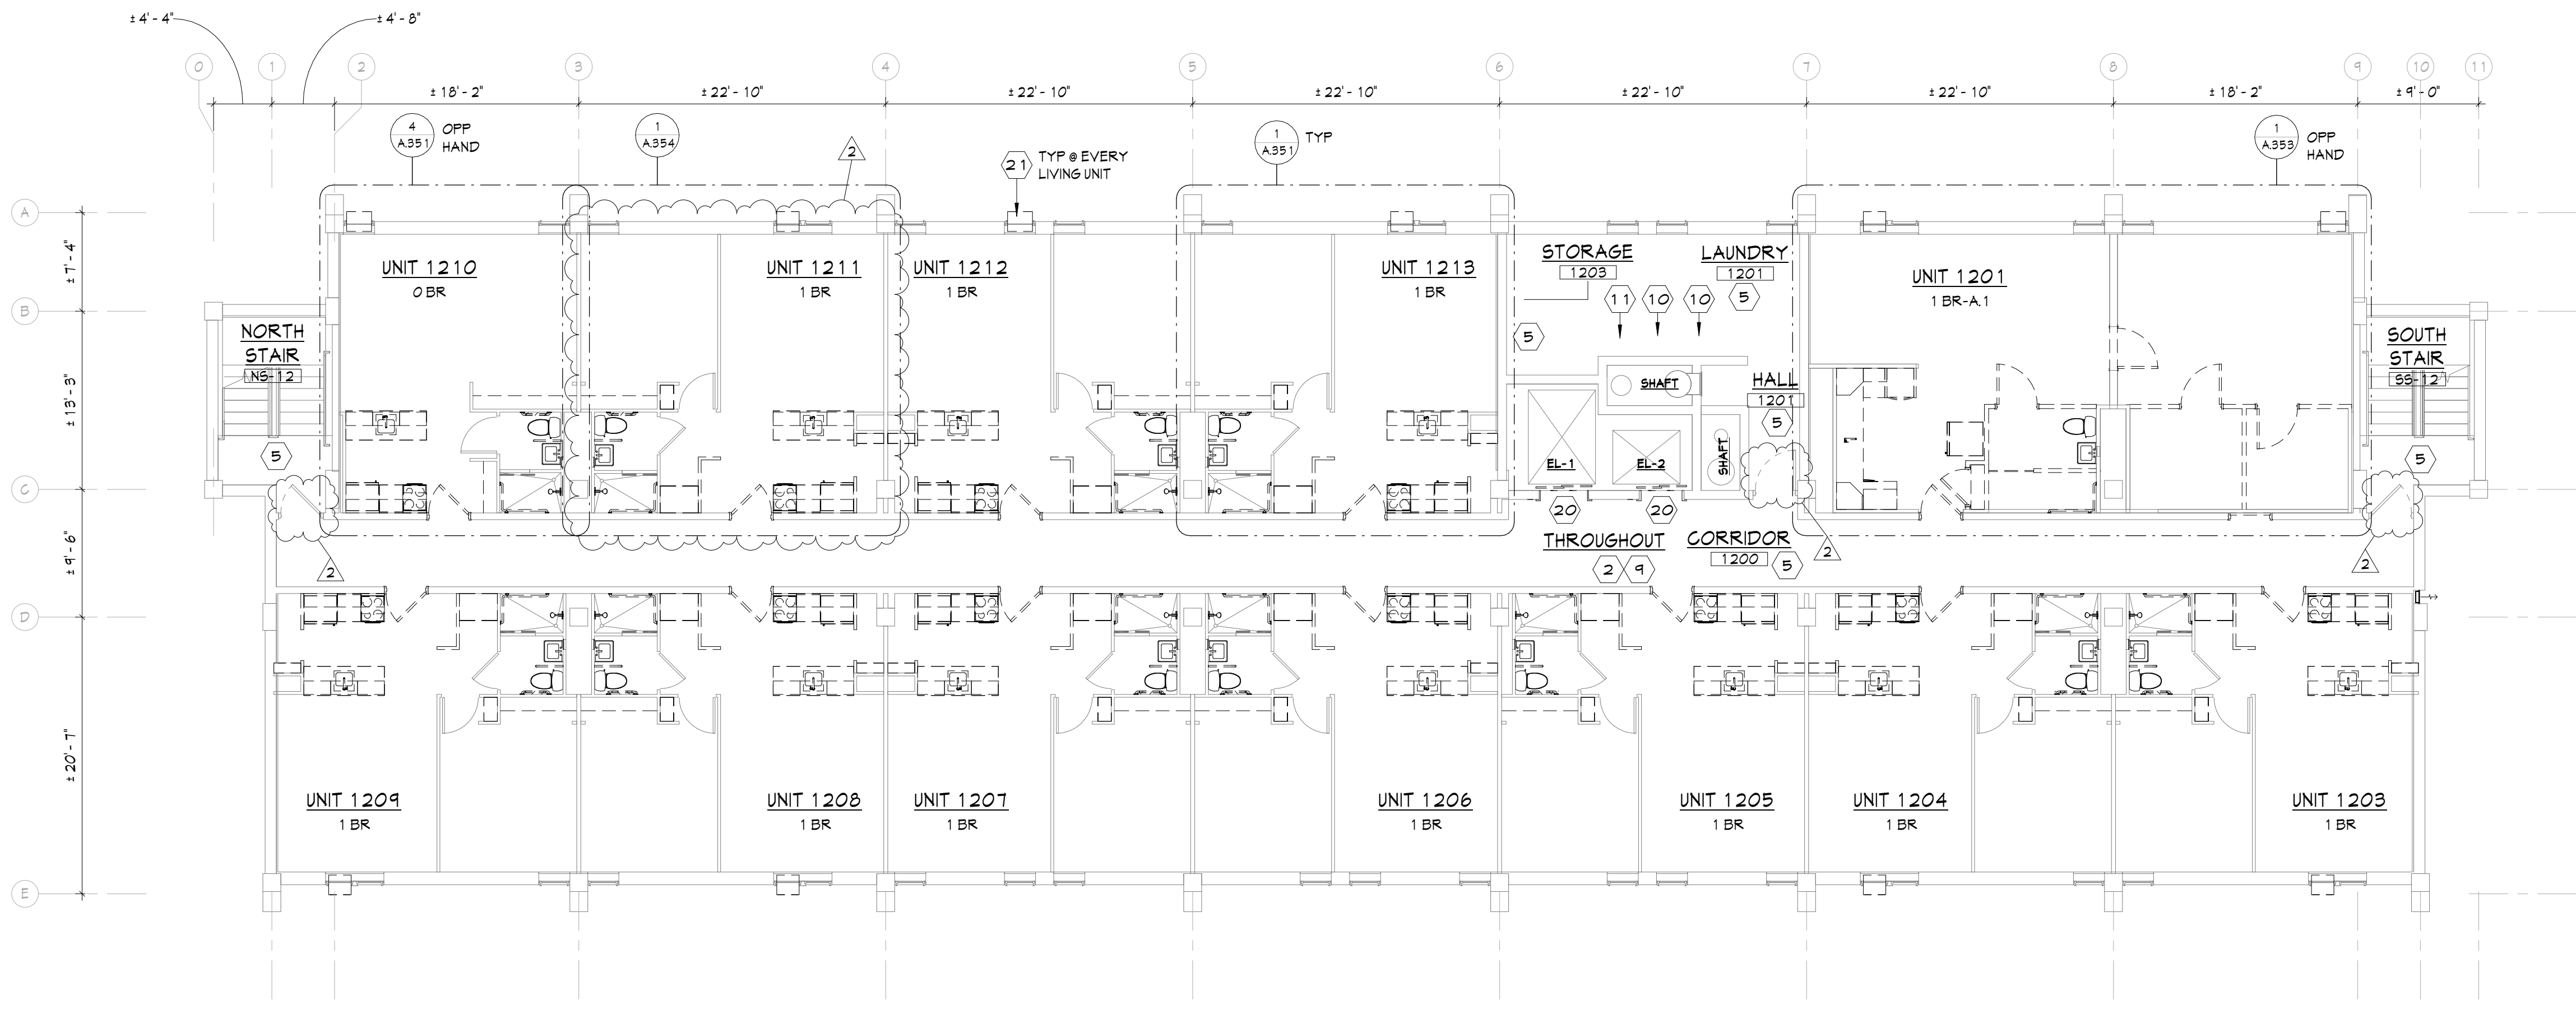 ± 4' - 4"
± 4' - 8"
0
1
2
3
4
5
6
7
8
9
10
11
± 18' - 2"
± 22' - 10"
± 22' - 10"
± 22' - 10"
± 22' - 10"
± 22' - 10"
± 18' - 2"
± 9' - 0"
4
A.351
OPP
HAND
1
A.354
2
21
TYP @ EVERY
LIVING UNIT
1
A.351
TYP
1
A.353
OPP
HAND
A
B
C
D
E
± 7' - 4"
± 13' - 3"
± 9' - 6"
± 20' - 7"
UNIT 1210
0 BR
UNIT 1211
1 BR
UNIT 1212
1 BR
UNIT 1213
1 BR
STORAGE
1203
LAUNDRY
1201
5
11
10
10
5
UNIT 1201
1 BR-A.1
NORTH
STAIR
NS-12
5
SOUTH
STAIR
SS-12
5
SHAFT
HALL
1201
5
SHAFT
EL-1
EL-2
20
20
THROUGHOUT
2
9
CORRIDOR
1200
5
2
2
2
UNIT 1209
1 BR
UNIT 1208
1 BR
UNIT 1207
1 BR
UNIT 1206
1 BR
UNIT 1205
1 BR
UNIT 1204
1 BR
UNIT 1203
1 BR